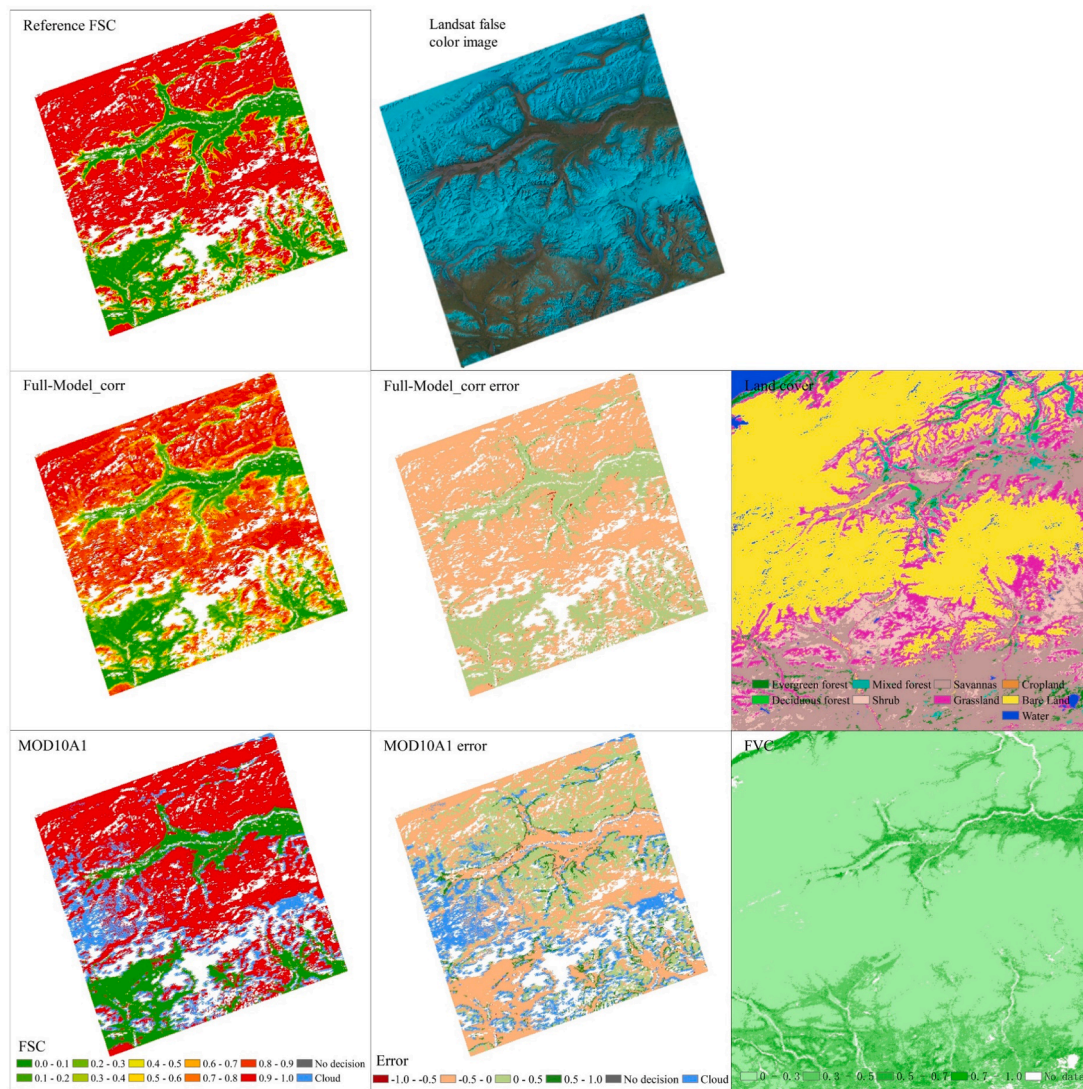 Reference FSC
Landsat false
color image
Full-Model_corr
Full-Model_corr error
Land cover
Evergreen forest Mixed forest Savannas Cropland
Deciduous forest Shrub Grassland Bare Land
Water
MOD10A1
MOD10A1 error
FVC
FSC
0.0 - 0.1 0.2 - 0.3 0.4 - 0.5 0.6 - 0.7 0.8 - 0.9 No decision
0.1 - 0.2 0.3 - 0.4 0.5 - 0.6 0.7 - 0.8 0.9 - 1.0 Cloud
Error
-1.0 - -0.5 -0.5 - 0 0 - 0.5 0.5 - 1.0 No decision Cloud
0 - 0.3 0.3 - 0.5 0.5 - 0.7 0.7 - 1.0 No data